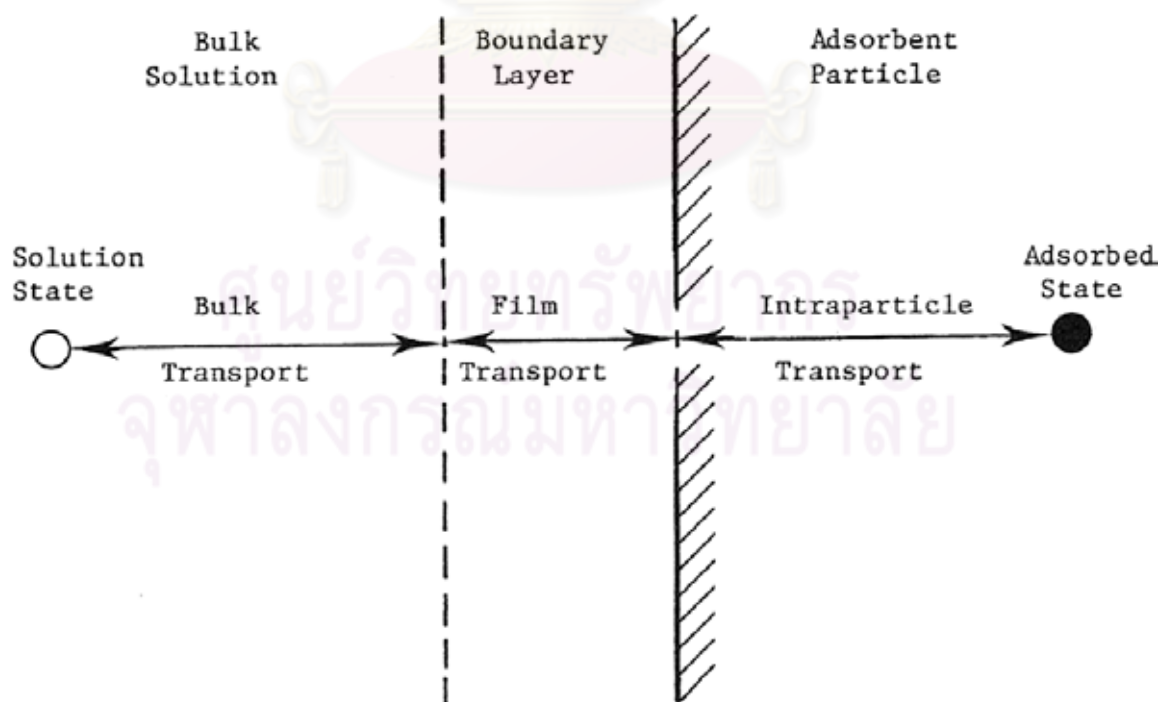 Bulk
Solution
Boundary
Layer
Adsorbent
Particle
Solution
State
Adsorbed
State
Bulk
Transport
Film
Transport
Intraparticle
Transport
ศูนย์วิทยทรัพยากร
จุฬาลงกรณ์มหาวิทยาลัย